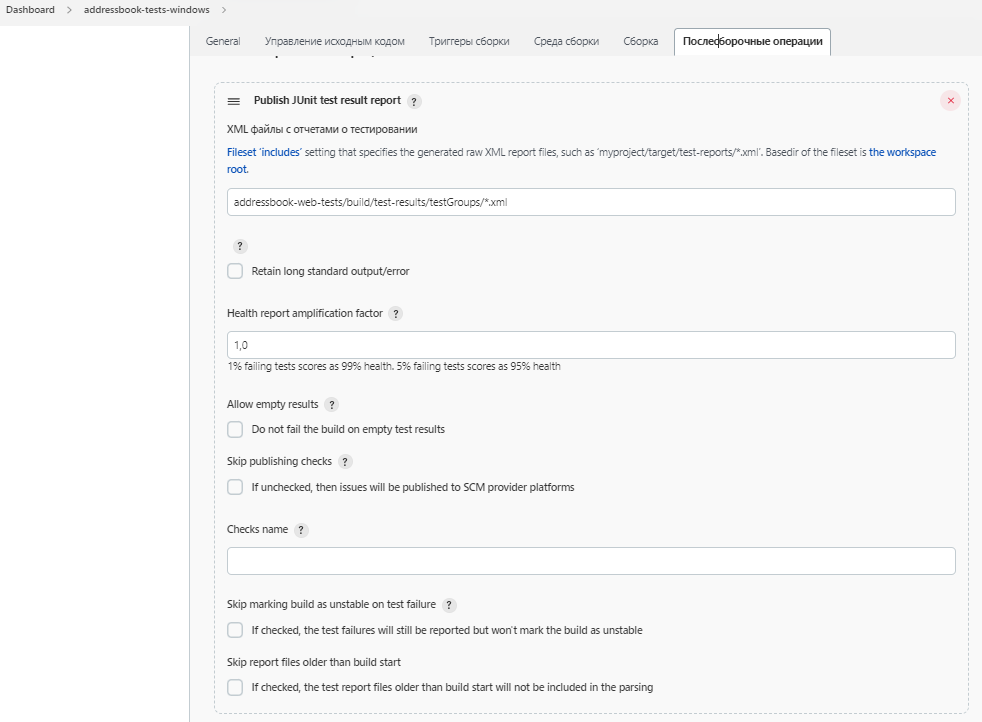 Dashboard > addressbook-tests-windows >
General Управление исходным кодом Триггеры сборки Среда сборки Сборка Послесборочные операции
Publish JUnit test result report ?
XML файлы с отчетами о тестировании
Fileset 'includes' setting that specifies the generated raw XML report files, such as 'myproject/target/test-reports/*.xml'. Basedir of the fileset is the workspace
root.
addressbook-web-tests/build/test-results/testGroups/*.xml
?
Retain long standard output/error
Health report amplification factor ?
1,0
1% failing tests scores as 99% health. 5% failing tests scores as 95% health
Allow empty results ?
Do not fail the build on empty test results
Skip publishing checks ?
If unchecked, then issues will be published to SCM provider platforms
Checks name ?
Skip marking build as unstable on test failure ?
If checked, the test failures will still be reported but won't mark the build as unstable
Skip report files older than build start
If checked, the test report files older than build start will not be included in the parsing